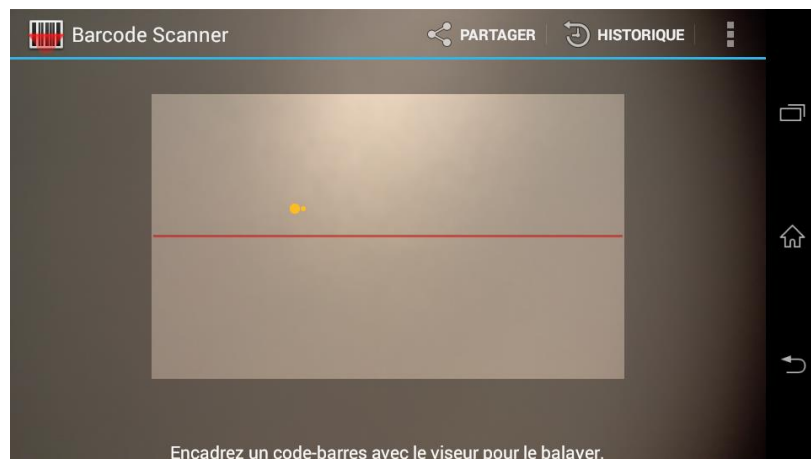 Barcode Scanner
PARTAGER
HISTORIQUE
Encadrez un code-barres avec le viseur pour le balayer.